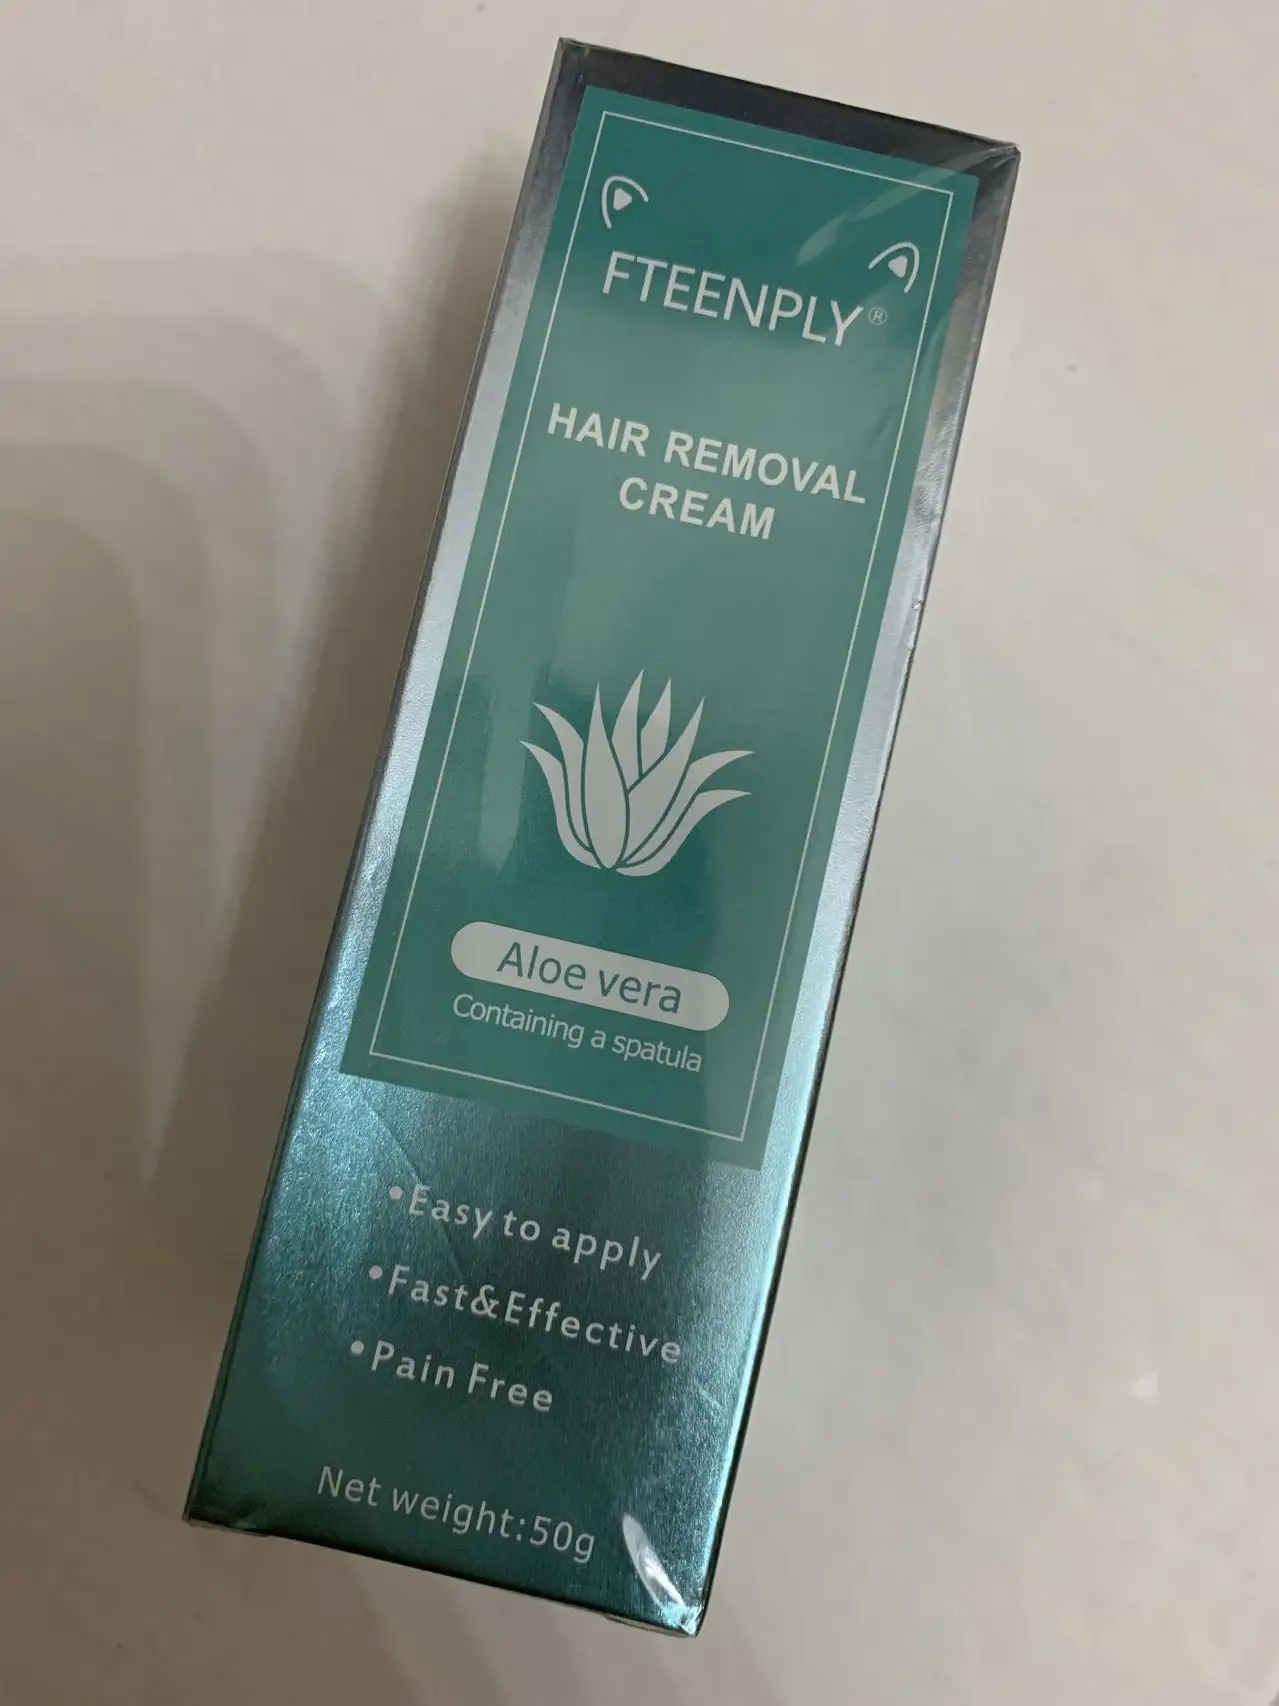 FTEENPLY®
HAIR REMOVAL
CREAM
Aloe vera
Containing a spatula
•Easy to apply
•Fast&Effective
•Pain Free
Net weight:50g